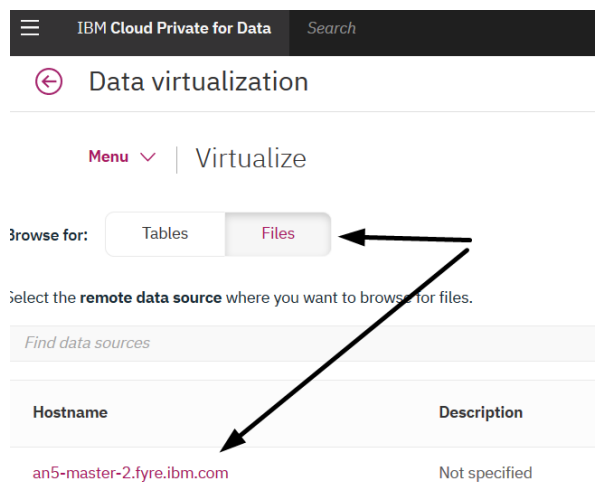 IBM Cloud Private for Data Search
Data virtualization
Menu Virtualize
Browse for: Tables Files
Select the remote data source where you want to browse for files.
Find data sources
Hostname Description
an5-master-2.fyre.ibm.com Not specified